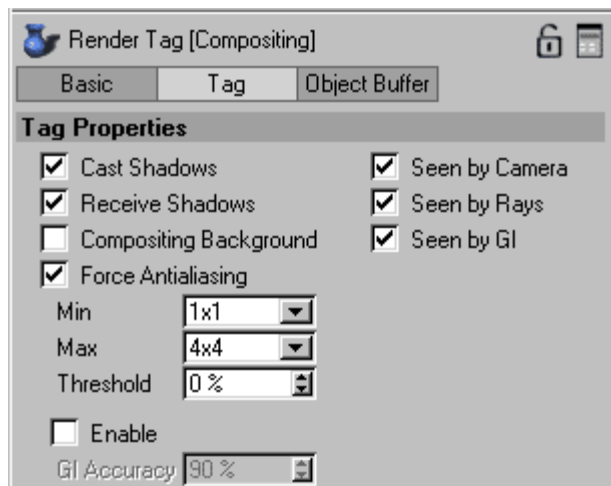 Render Tag [Compositing]
Basic Tag Object Buffer
Tag Properties
Cast Shadows Seen by Camera
Receive Shadows Seen by Rays
Compositing Background Seen by GI
Force Antialiasing
Min 1x1
Max 4x4
Threshold 0 %
Enable
GI Accuracy 90 %